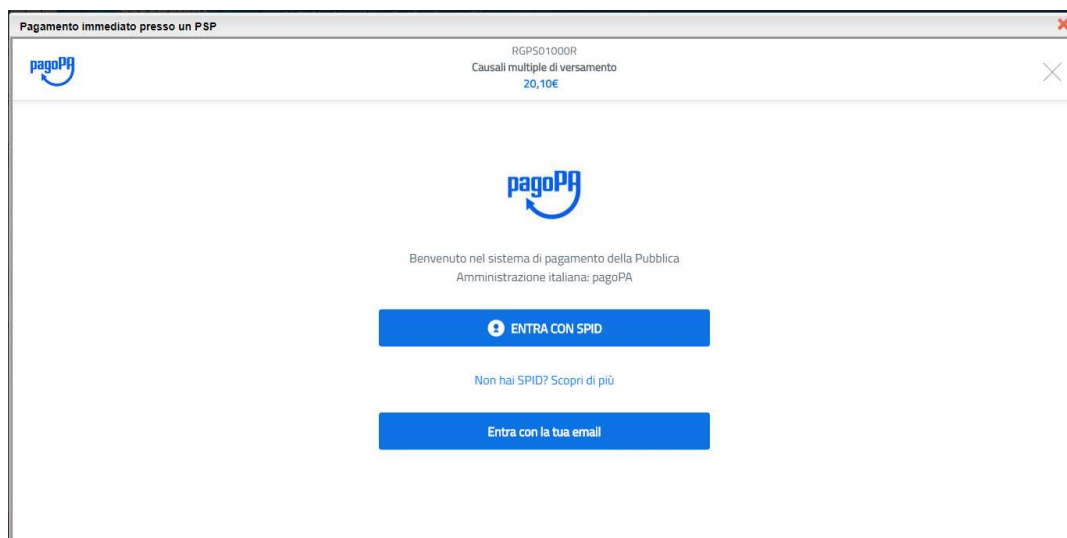 Pagamento immediato presso un PSP
pagoPA
RGPS01000R
Causali multiple di versamento
20,10€
pagoPA
Benvenuto nel sistema di pagamento della Pubblica
Amministrazione italiana: pagoPA
ENTRA CON SPID
Non hai SPID? Scopri di più
Entra con la tua email